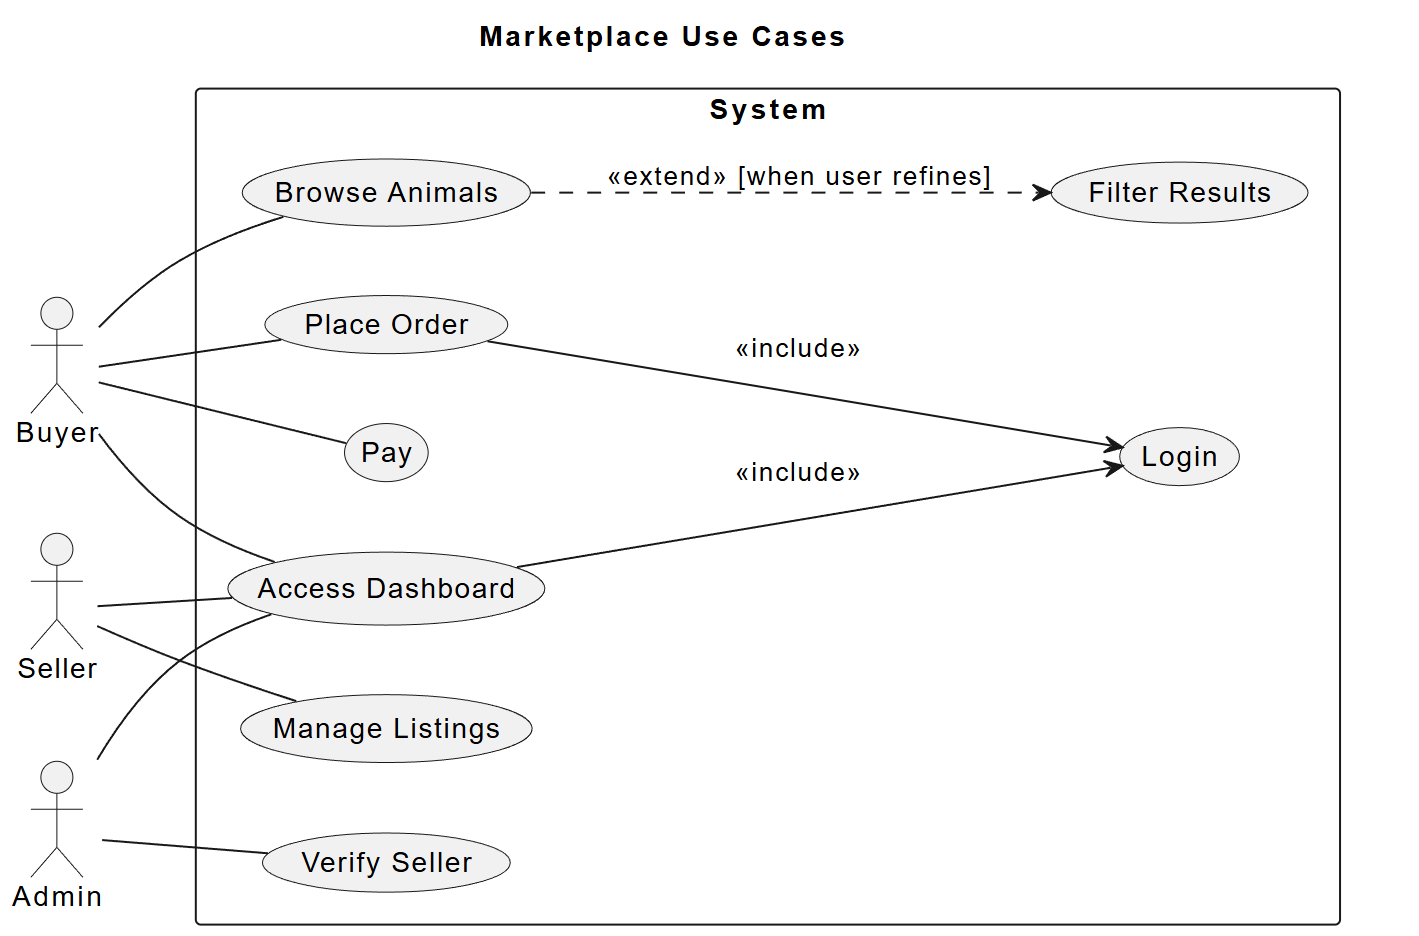 Marketplace Use Cases
System
Browse Animals
«extend» [when user refines]
Filter Results
Place Order
«include»
Buyer
Pay
Login
«include»
Access Dashboard
Seller
Manage Listings
Verify Seller
Admin